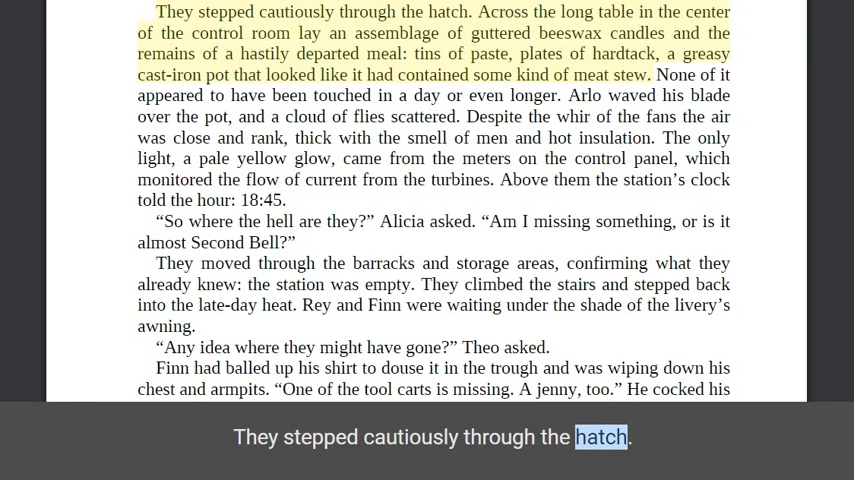 They stepped cautiously through the hatch. Across the long table in the center
of the control room lay an assemblage of guttered beeswax candles and the
remains of a hastily departed meal: tins of paste, plates of hardtack, a greasy
cast-iron pot that looked like it had contained some kind of meat stew. None of it
appeared to have been touched in a day or even longer. Arlo waved his blade
over the pot, and a cloud of flies scattered. Despite the whir of the fans the air
was close and rank, thick with the smell of men and hot insulation. The only
light, a pale yellow glow, came from the meters on the control panel, which
monitored the flow of current from the turbines. Above them the station’s clock
told the hour: 18:45.
“So where the hell are they?” Alicia asked. “Am I missing something, or is it
almost Second Bell?”
They moved through the barracks and storage areas, confirming what they
already knew: the station was empty. They climbed the stairs and stepped back
into the late-day heat. Rey and Finn were waiting under the shade of the livery’s
awning.
“Any idea where they might have gone?” Theo asked.
Finn had balled up his shirt to douse it in the trough and was wiping down his
chest and armpits. “One of the tool carts is missing. A jenny, too.” He cocked his
They stepped cautiously through the hatch.